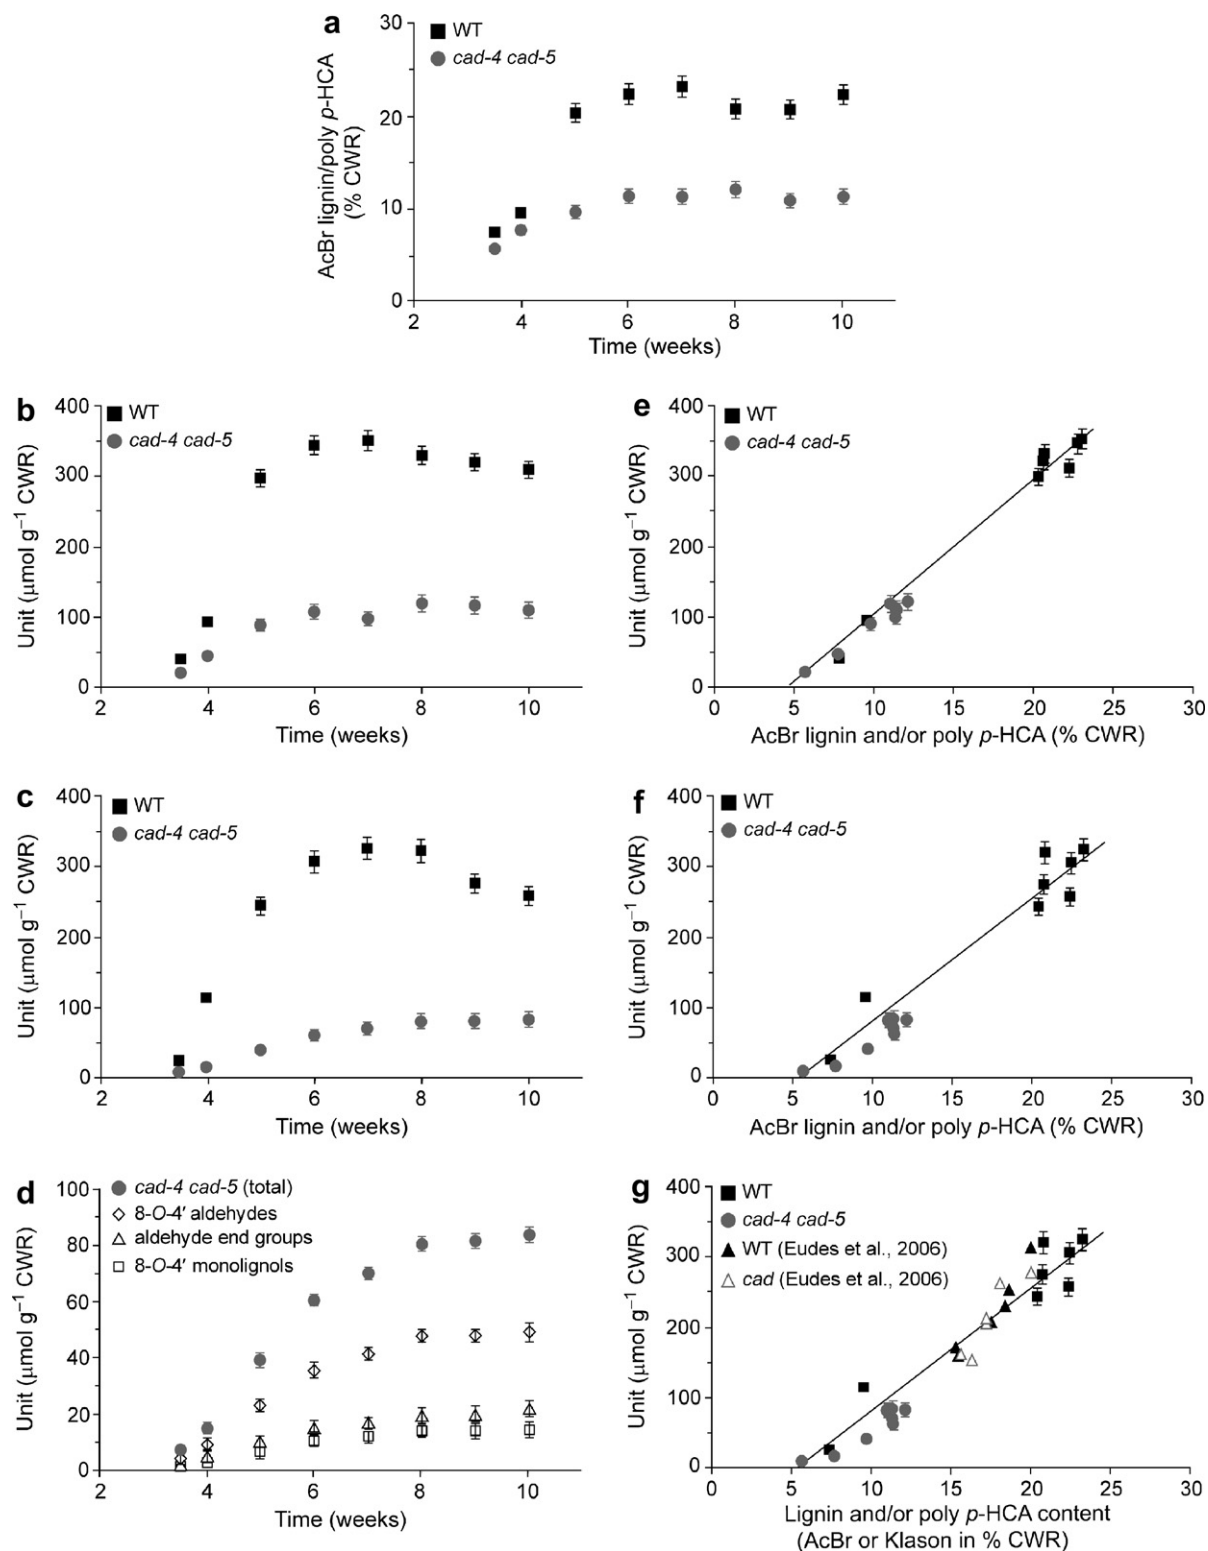 a
30
20
10
0
2
4
6
8
10
WT
cad-4 cad-5
AcBr lignin/poly p-HCA
(% CWR)
Time (weeks)
b
400
300
200
100
0
2
4
6
8
10
WT
cad-4 cad-5
Unit (μmol g⁻¹ CWR)
Time (weeks)
e
400
300
200
100
0
0
5
10
15
20
25
30
WT
cad-4 cad-5
Unit (μmol g⁻¹ CWR)
AcBr lignin and/or poly p-HCA (% CWR)
c
400
300
200
100
0
2
4
6
8
10
WT
cad-4 cad-5
Unit (μmol g⁻¹ CWR)
Time (weeks)
f
400
300
200
100
0
0
5
10
15
20
25
30
WT
cad-4 cad-5
Unit (μmol g⁻¹ CWR)
AcBr lignin and/or poly p-HCA (% CWR)
d
100
80
60
40
20
0
2
4
6
8
10
cad-4 cad-5 (total)
8-O-4′ aldehydes
aldehyde end groups
8-O-4′ monolignols
Unit (μmol g⁻¹ CWR)
Time (weeks)
g
400
300
200
100
0
0
5
10
15
20
25
30
WT
cad-4 cad-5
WT (Eudes et al., 2006)
cad (Eudes et al., 2006)
Unit (μmol g⁻¹ CWR)
Lignin and/or poly p-HCA content
(AcBr or Klason in % CWR)